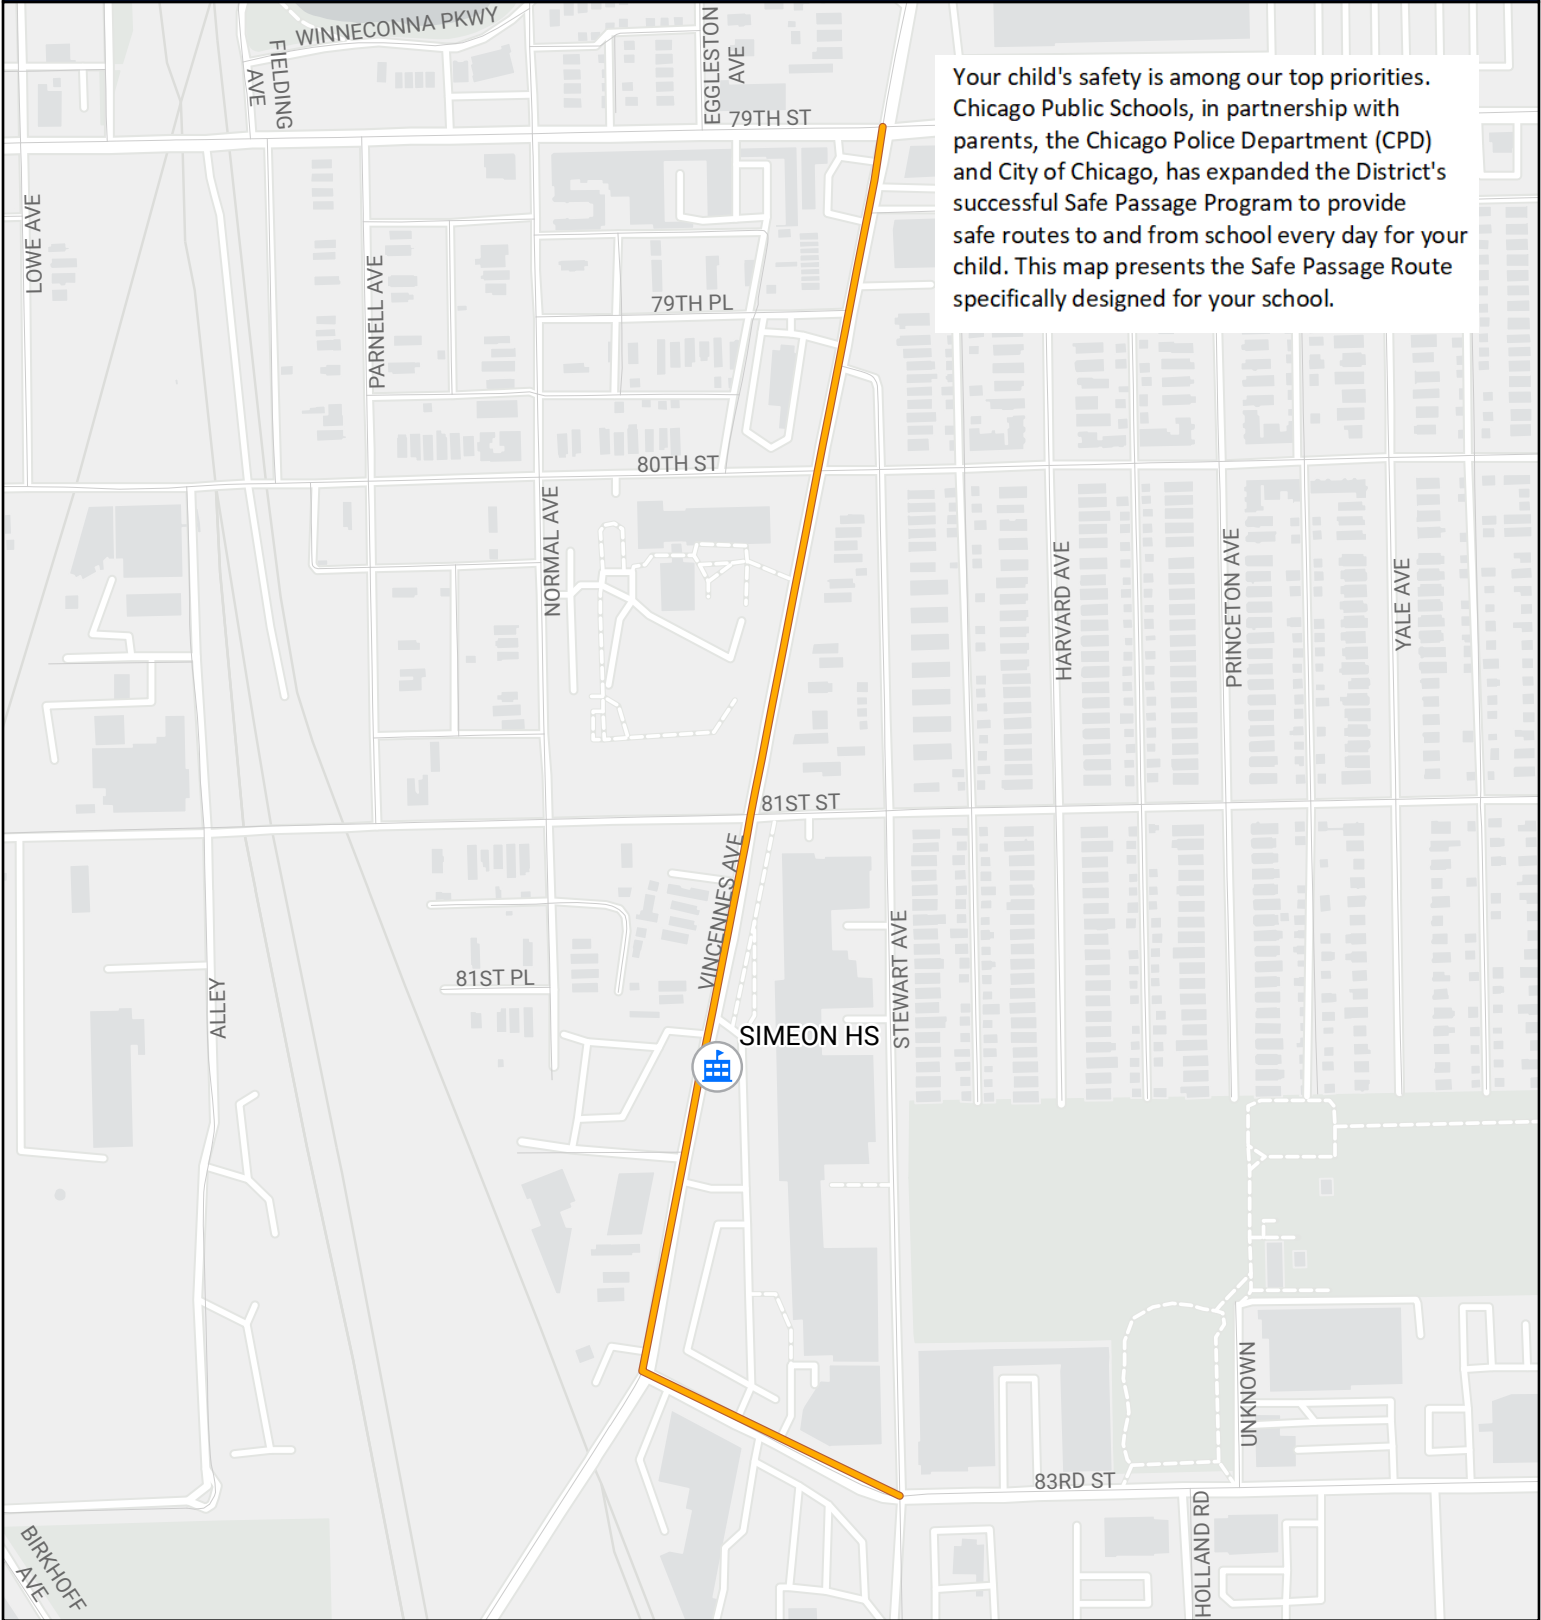 WINNECONNA PKWY
FIELDING
AVE
EGGLESTON
AVE
79TH ST
Your child's safety is among our top priorities.
Chicago Public Schools, in partnership with
parents, the Chicago Police Department (CPD)
and City of Chicago, has expanded the District's
successful Safe Passage Program to provide
safe routes to and from school every day for your
child. This map presents the Safe Passage Route
specifically designed for your school.
LOWE AVE
PARNELL AVE
79TH PL
80TH ST
NORMAL AVE
HARVARD AVE
PRINCETON AVE
YALE AVE
81ST ST
VINCENNES AVE
STEWART AVE
81ST PL
ALLEY
SIMEON HS
UNKNOWN
83RD ST
HOLLAND RD
BIRKHOFF
AVE